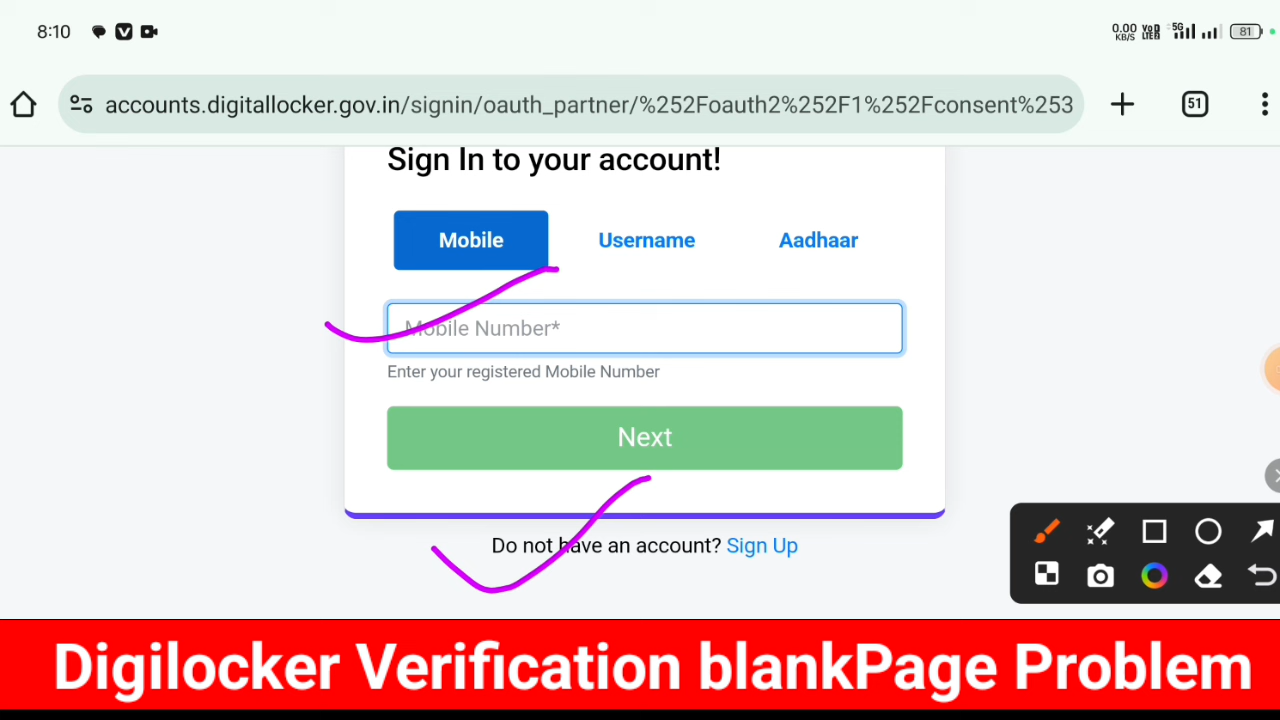 8:10
0.00 KB/S Vo LTE 5G 81
accounts.digitallocker.gov.in/signin/oauth_partner/%252Foauth2%252F1%252Fconsent%253
51
Sign In to your account!
Mobile Username Aadhaar
Mobile Number*
Enter your registered Mobile Number
Next
Do not have an account? Sign Up
Digilocker Verification blankPage Problem